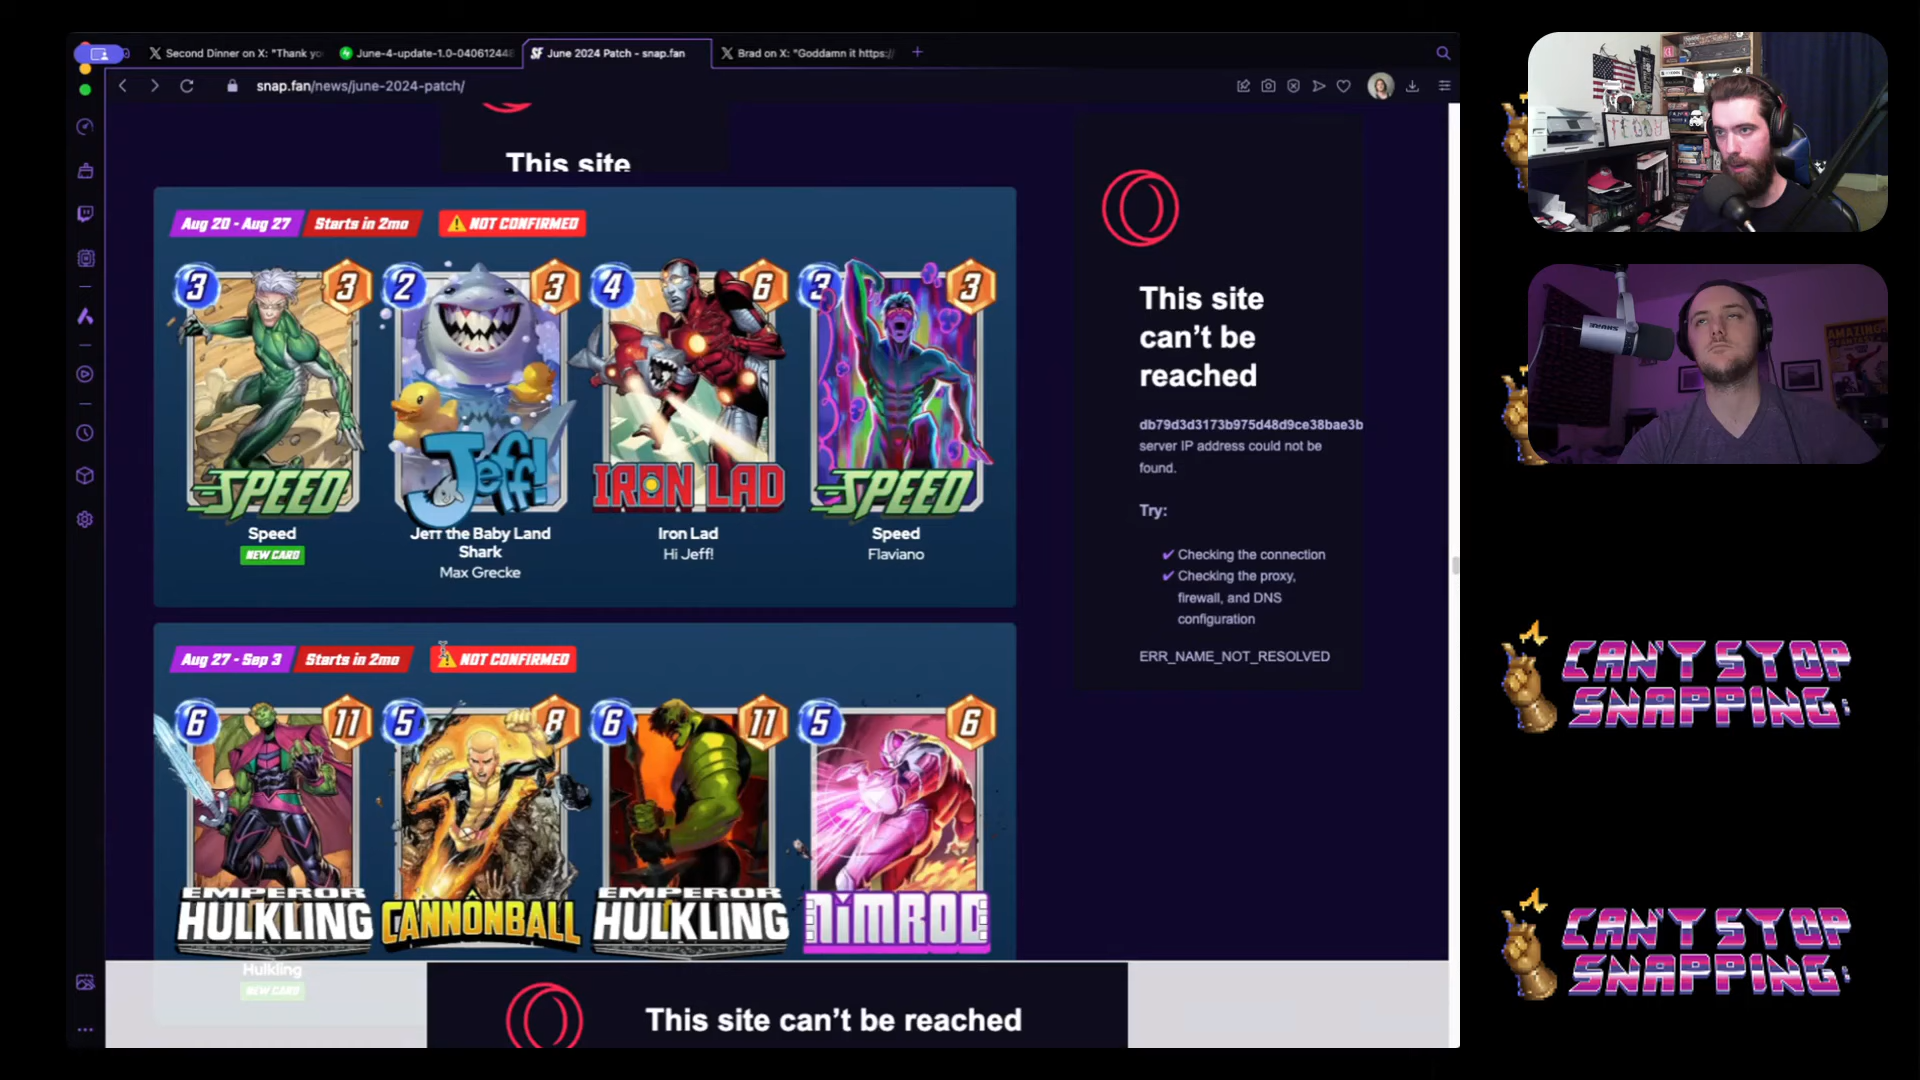 Second Dinner on X: "Thank yo
June-4-update-1.0-040612448
June 2024 Patch - snap.fan
Brad on X: "Goddamn it https:/
snap.fan/news/june-2024-patch/
This site
Aug 20 - Aug 27
Starts in 2mo
NOT CONFIRMED
3
3
2
3
4
6
3
3
SPEED
Jeff!
IRON LAD
SPEED
Speed
NEW CARD
Jeff the Baby Land
Shark
Max Grecke
Iron Lad
Hi Jeff!
Speed
Flaviano
Aug 27 - Sep 3
Starts in 2mo
NOT CONFIRMED
6
11
5
8
6
11
5
6
EMPEROR
HULKLING
CANNONBALL
EMPEROR
HULKLING
NIMROD
Hulkling
NEW CARD
This site can't be reached
This site
can't be
reached
db79d3d3173b975d48d9ce38bae3b
server IP address could not be
found.
Try:
Checking the connection
Checking the proxy,
firewall, and DNS
configuration
ERR_NAME_NOT_RESOLVED
SHURE
AMAZING!
CAN'T STOP
SNAPPING:
CAN'T STOP
SNAPPING: